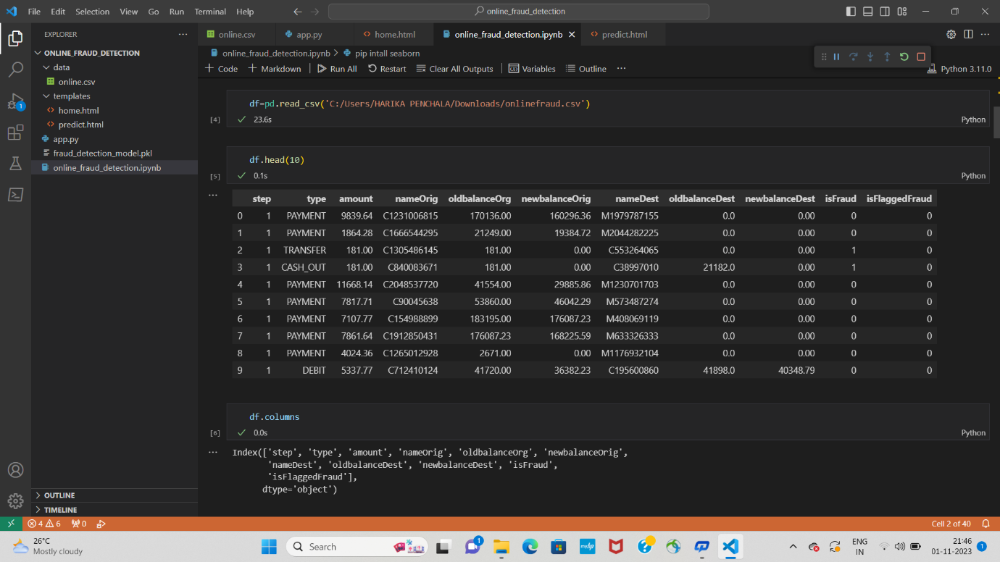 File Edit Selection View Go Run Terminal Help
online_fraud_detection
EXPLORER
ONLINE_FRAUD_DETECTION
data
online.csv
templates
home.html
predict.html
app.py
fraud_detection_model.pkl
online_fraud_detection.ipynb
OUTLINE
TIMELINE
1
online.csv app.py home.html online_fraud_detection.ipynb predict.html
online_fraud_detection.ipynb > pip intall seaborn
+ Code + Markdown Run All Restart Clear All Outputs Variables Outline ... Python 3.11.0
df=pd.read_csv('C:/Users/HARIKA PENCHALA/Downloads/onlinefraud.csv')
[4] 23.6s Python
df.head(10)
[5] 0.1s Python
step type amount nameOrig oldbalanceOrg newbalanceOrig nameDest oldbalanceDest newbalanceDest isFraud isFlaggedFraud
0 1 PAYMENT 9839.64 C1231006815 170136.00 160296.36 M1979787155 0.0 0.00 0 0
1 1 PAYMENT 1864.28 C1666544295 21249.00 19384.72 M2044282225 0.0 0.00 0 0
2 1 TRANSFER 181.00 C1305486145 181.00 0.00 C553264065 0.0 0.00 1 0
3 1 CASH_OUT 181.00 C840083671 181.00 0.00 C38997010 21182.0 0.00 1 0
4 1 PAYMENT 11668.14 C2048537720 41554.00 29885.86 M1230701703 0.0 0.00 0 0
5 1 PAYMENT 7817.71 C90045638 53860.00 46042.29 M573487274 0.0 0.00 0 0
6 1 PAYMENT 7107.77 C154988899 183195.00 176087.23 M408069119 0.0 0.00 0 0
7 1 PAYMENT 7861.64 C1912850431 176087.23 168225.59 M633326333 0.0 0.00 0 0
8 1 PAYMENT 4024.36 C1265012928 2671.00 0.00 M1176932104 0.0 0.00 0 0
9 1 DEBIT 5337.77 C712410124 41720.00 36382.23 C195600860 41898.0 40348.79 0 0
df.columns
[6] 0.0s Python
Index(['step', 'type', 'amount', 'nameOrig', 'oldbalanceOrg', 'newbalanceOrig',
'nameDest', 'oldbalanceDest', 'newbalanceDest', 'isFraud',
'isFlaggedFraud'],
dtype='object')
4 6 0 Cell 2 of 40
26°C
Mostly cloudy
Search
1
myhp
ENG
IN
21:46
01-11-2023
1